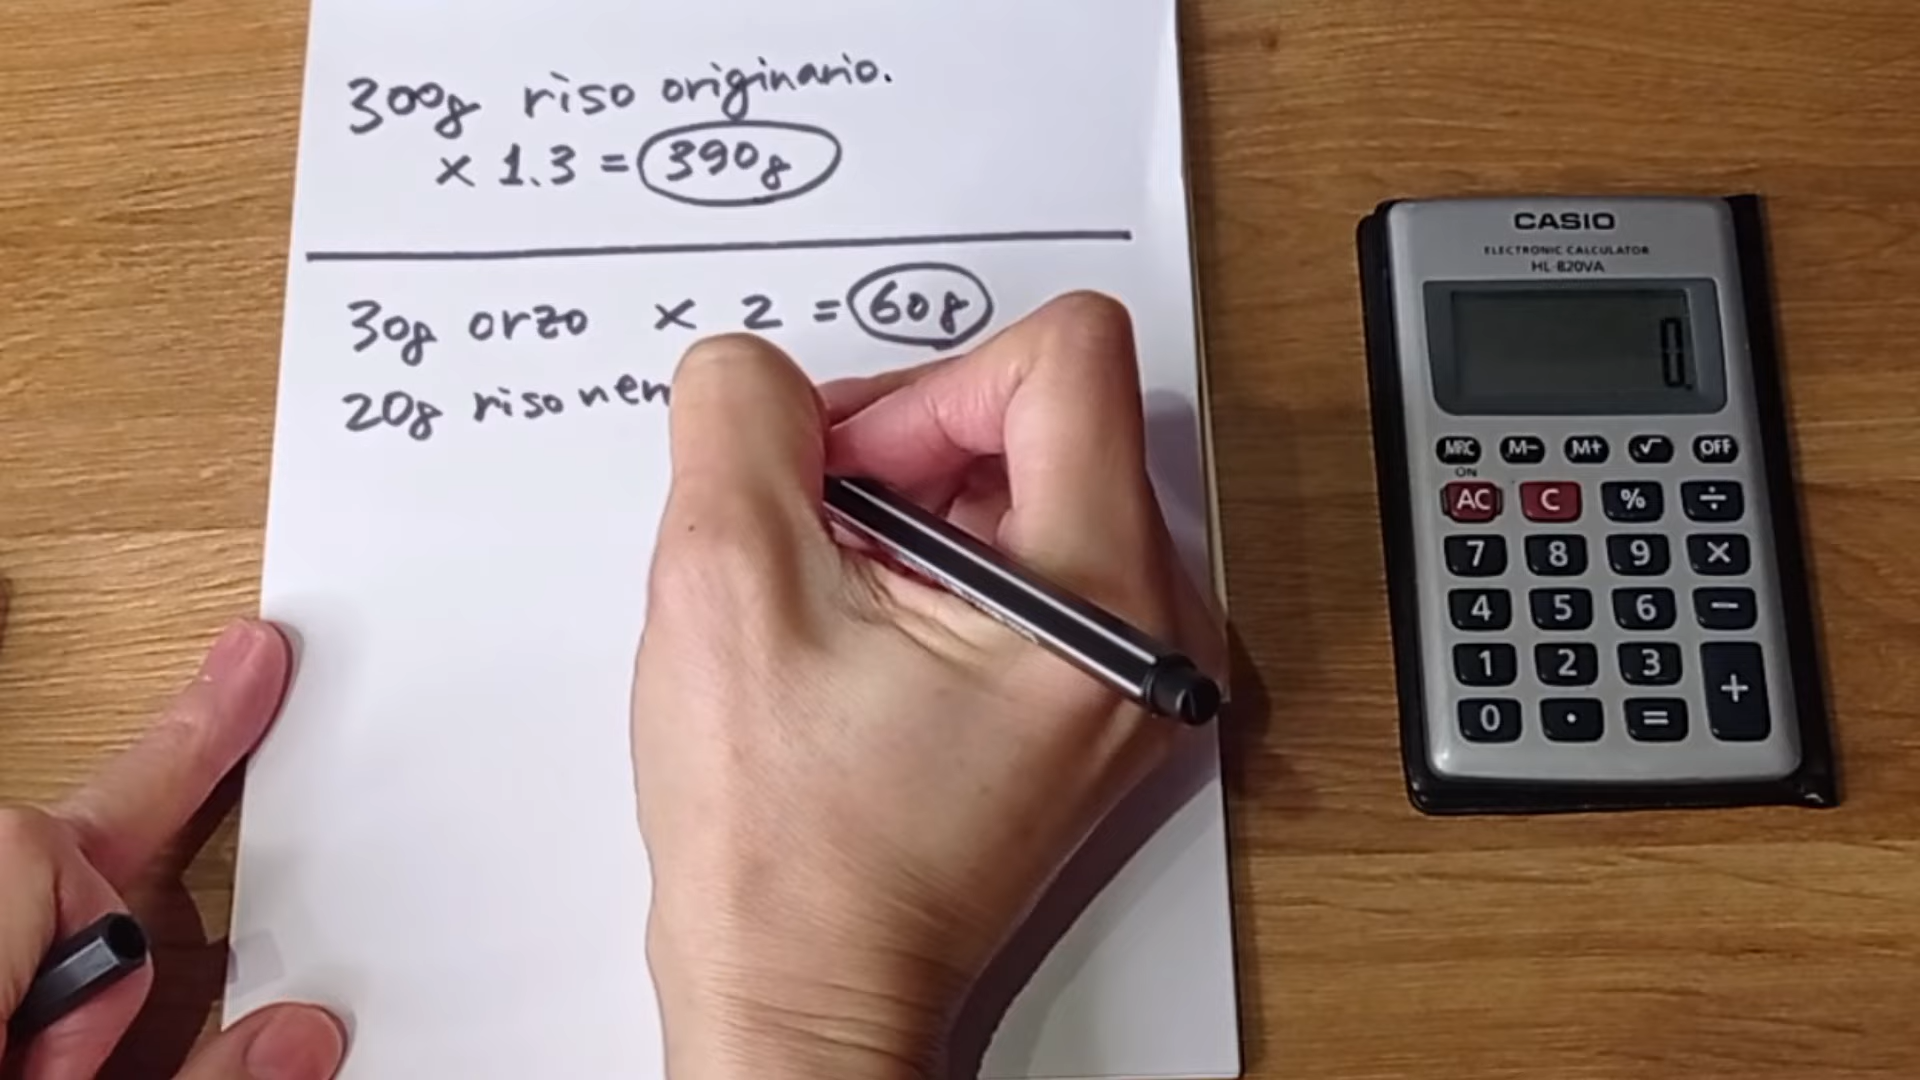 300g riso originario.
× 1.3 = 390g
30g orzo × 2 = 60g
20g riso ner
CASIO
ELECTRONIC CALCULATOR
HL-820VA
0.
MRC M− M+ √ OFF
ON
AC C % ÷
7 8 9 ×
4 5 6 −
1 2 3 +
0 · =